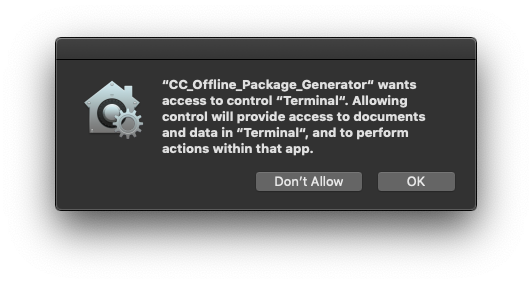 “CC_Offline_Package_Generator“ wants
access to control “Terminal“. Allowing
control will provide access to documents
and data in “Terminal“, and to perform
actions within that app.
Don’t Allow
OK